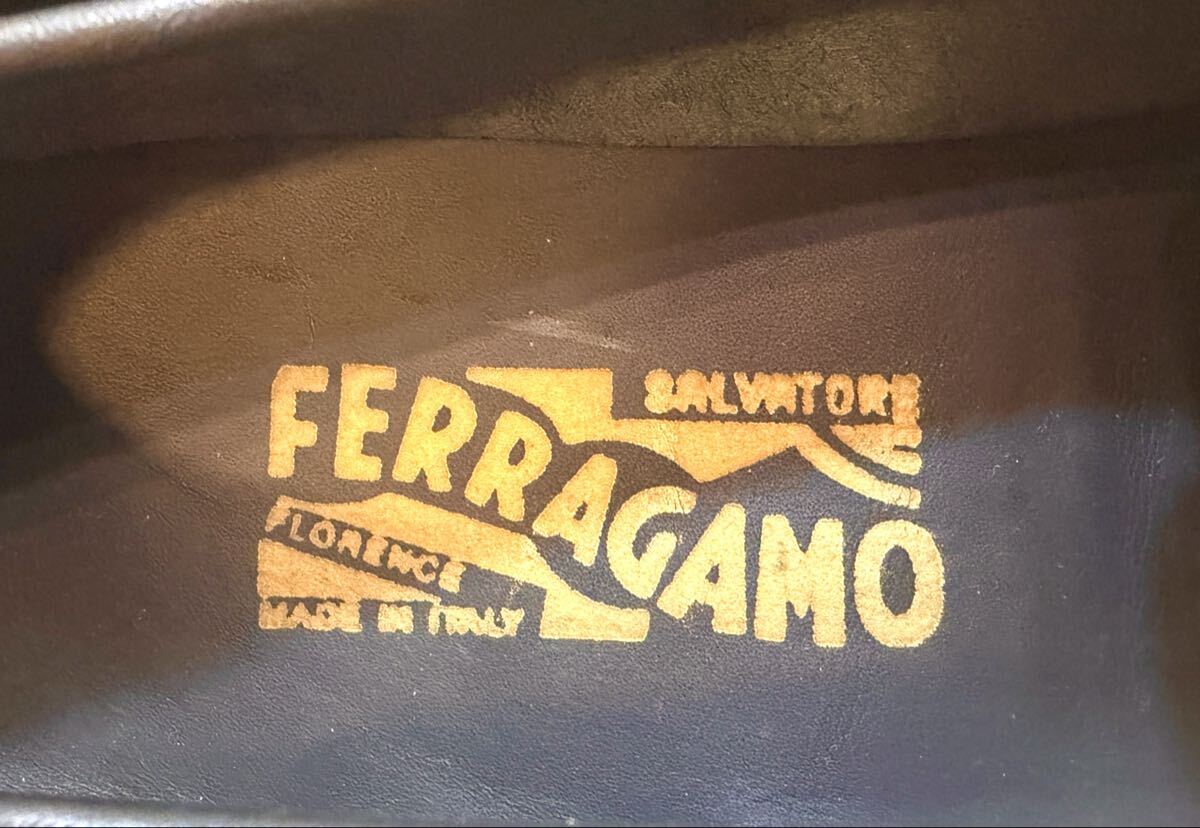 SALVATORE
FERRAGAMO
FLORENCE
MADE IN ITALY